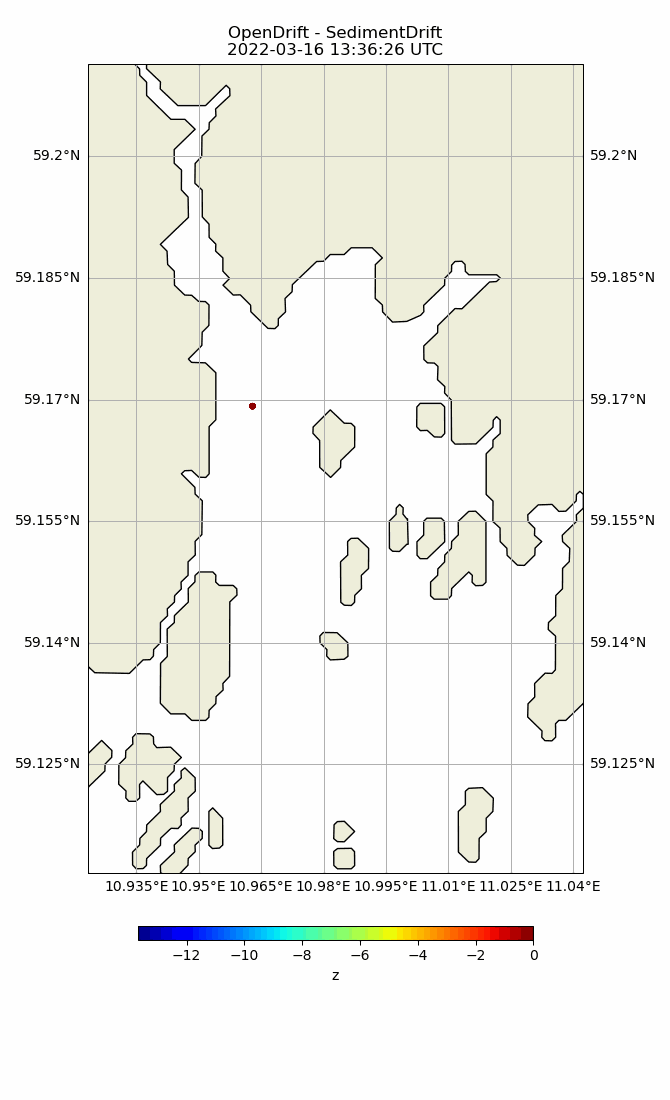 OpenDrift - SedimentDrift
2022-03-16 13:36:26 UTC
59.2°N 59.2°N
59.185°N 59.185°N
59.17°N 59.17°N
59.155°N 59.155°N
59.14°N 59.14°N
59.125°N 59.125°N
10.935°E 10.95°E 10.965°E 10.98°E 10.995°E 11.01°E 11.025°E 11.04°E
−12 −10 −8 −6 −4 −2 0
z